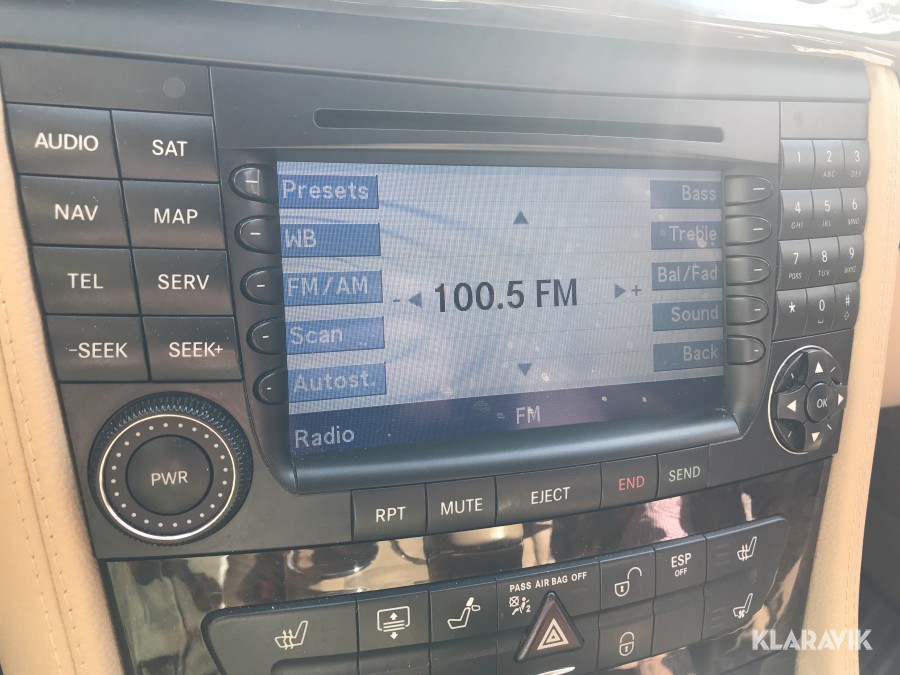 AUDIO
SAT
NAV
MAP
TEL
SERV
-SEEK
SEEK+
PWR
Presets
WB
FM/AM
Scan
Autost.
- 100.5 FM +
Bass
Treble
Bal/Fad
Sound
Back
FM
Radio
1
2
ABC
3
DEF
4
GHI
5
JKL
6
MNO
7
PQRS
8
TUV
9
WXYZ
*
0
#
OK
RPT
MUTE
EJECT
END
SEND
PASS AIR BAG OFF
ESP
OFF
KLARAVIK